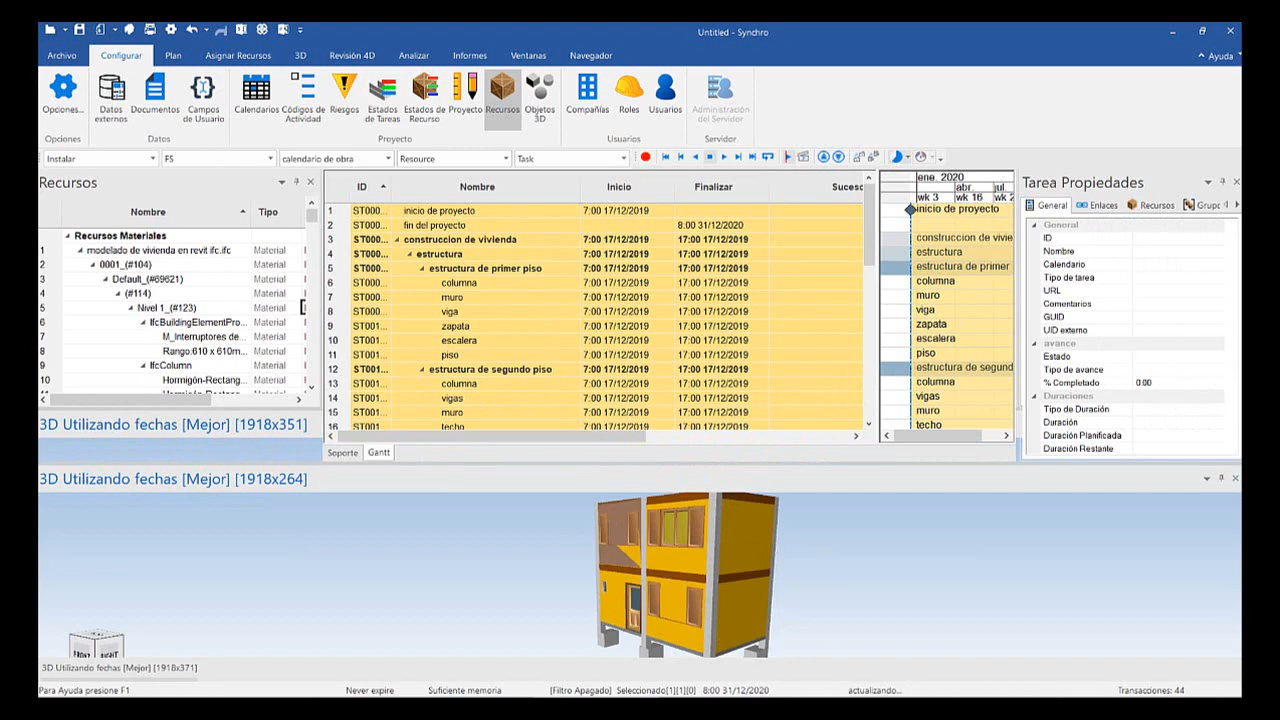 Untitled - Synchro
Archivo Configurar Plan Asignar Recursos 3D Revisión 4D Analizar Informes Ventanas Navegador Ayuda
Opciones... Datos externos Documentos Campos de Usuario Calendarios Códigos de Actividad Riesgos Estados de Tareas Estados de Recurso Proyecto Recursos Objetos 3D Compañías Roles Usuarios Administración del Servidor
Opciones Datos Proyecto Usuarios Servidor
Instalar FS calendario de obra Resource Task
Recursos
Nombre Tipo
Recursos Materiales
1 modelado de vivienda en revit ifc.ifc Material
2 0001_(#104) Material
3 Default_(#69621) Material
4 (#114) Material
5 Nivel 1_(#123) Material
6 IfcBuildingElementPro... Material
7 M_Interruptores de... Material
8 Rango:610 x 610m... Material
9 IfcColumn Material
10 Hormigón-Rectang... Material
3D Utilizando fechas [Mejor] [1918x351]
ID Nombre Inicio Finalizar Suceso
1 ST000... inicio de proyecto 7:00 17/12/2019
2 ST000... fin del proyecto 8:00 31/12/2020
3 ST000... construccion de vivienda 7:00 17/12/2019 17:00 17/12/2019
4 ST000... estructura 7:00 17/12/2019 17:00 17/12/2019
5 ST000... estructura de primer piso 7:00 17/12/2019 17:00 17/12/2019
6 ST000... columna 7:00 17/12/2019 17:00 17/12/2019
7 ST000... muro 7:00 17/12/2019 17:00 17/12/2019
8 ST000... viga 7:00 17/12/2019 17:00 17/12/2019
9 ST001... zapata 7:00 17/12/2019 17:00 17/12/2019
10 ST001... escalera 7:00 17/12/2019 17:00 17/12/2019
11 ST001... piso 7:00 17/12/2019 17:00 17/12/2019
12 ST001... estructura de segundo piso 7:00 17/12/2019 17:00 17/12/2019
13 ST001... columna 7:00 17/12/2019 17:00 17/12/2019
14 ST001... vigas 7:00 17/12/2019 17:00 17/12/2019
15 ST001... muro 7:00 17/12/2019 17:00 17/12/2019
16 ST001 techo 7:00 17/12/2019 17:00 17/12/2019
Soporte Gantt
ene. 2020
abr. jul.
wk 3 wk 16 wk 2
inicio de proyecto
construccion de vivie
estructura
estructura de primer
columna
muro
viga
zapata
escalera
piso
estructura de segund
columna
vigas
muro
techo
Tarea Propiedades
General Enlaces Recursos Grupo
General
ID
Nombre
Calendario
Tipo de tarea
URL
Comentarios
GUID
UID externo
avance
Estado
Tipo de avance
% Completado 0.00
Duraciones
Tipo de Duración
Duración
Duración Planificada
Duración Restante
3D Utilizando fechas [Mejor] [1918x264]
FRONT RIGHT
3D Utilizando fechas [Mejor] [1918x371]
Para Ayuda presione F1 Never expire Suficiente memoria [Filtro Apagado] Seleccionado[1][1][0] 8:00 31/12/2020 actualizando... Transacciones: 44